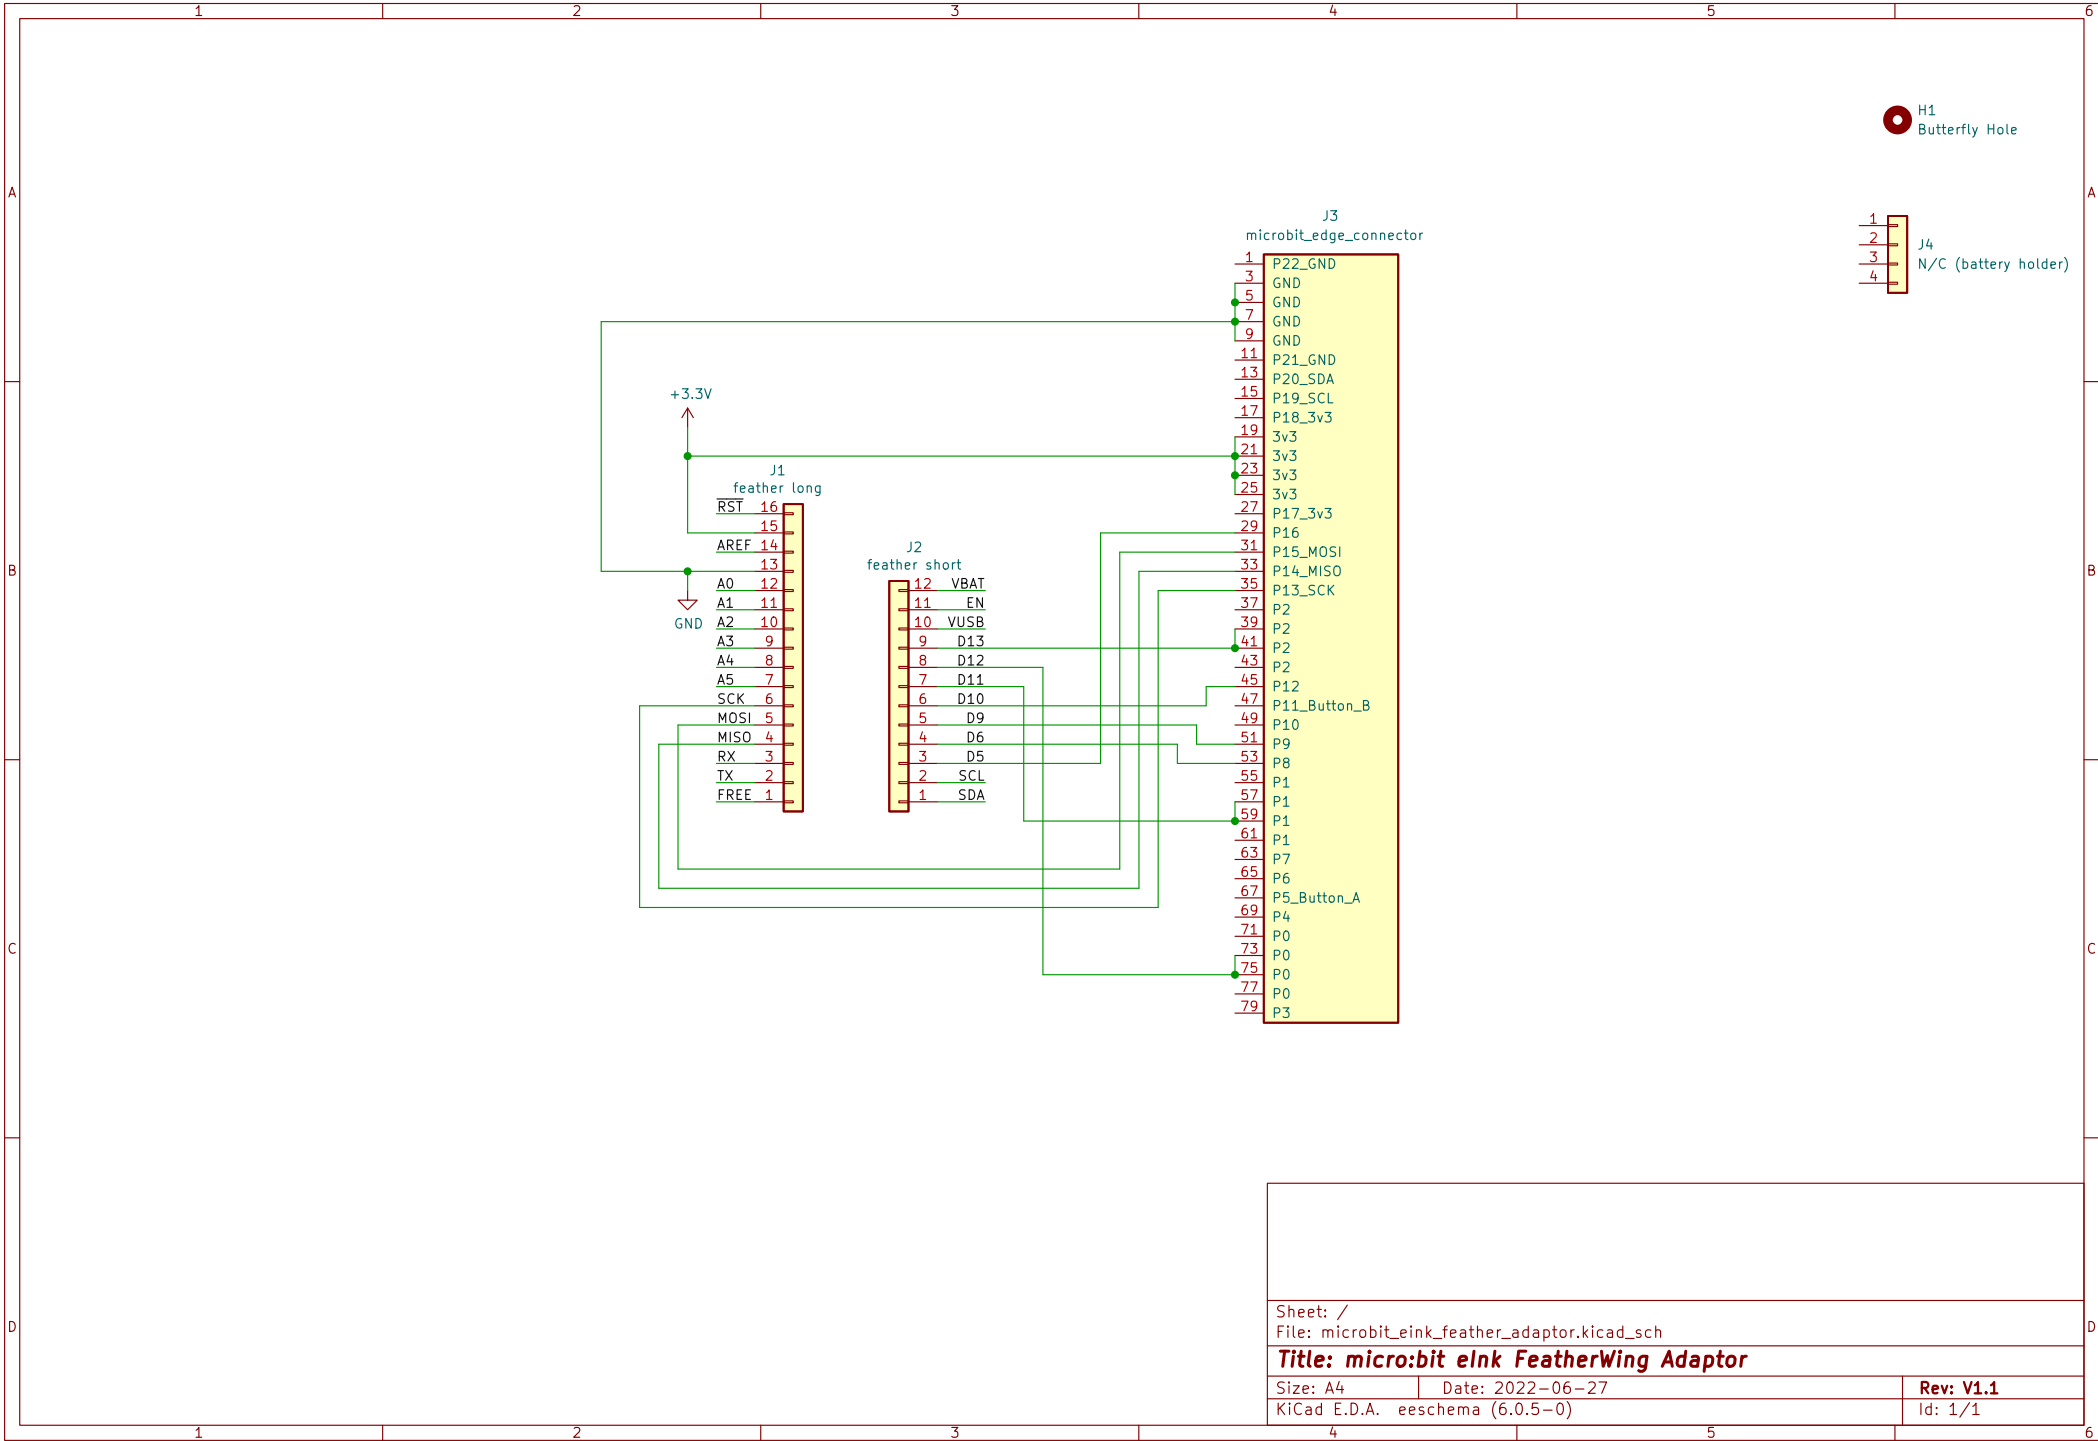 1 2 3 4 5 6
A A
B B
C C
D D
H1
Butterfly Hole
1
2
3
4
J4
N/C (battery holder)
J3
microbit_edge_connector
1 P22_GND
3 GND
5 GND
7 GND
9 GND
11 P21_GND
13 P20_SDA
15 P19_SCL
17 P18_3v3
19 3v3
21 3v3
23 3v3
25 3v3
27 P17_3v3
29 P16
31 P15_MOSI
33 P14_MISO
35 P13_SCK
37 P2
39 P2
41 P2
43 P2
45 P12
47 P11_Button_B
49 P10
51 P9
53 P8
55 P1
57 P1
59 P1
61 P1
63 P7
65 P6
67 P5_Button_A
69 P4
71 P0
73 P0
75 P0
77 P0
79 P3
+3.3V
GND
J1
feather long
RST 16
15
AREF 14
13
A0 12
A1 11
A2 10
A3 9
A4 8
A5 7
SCK 6
MOSI 5
MISO 4
RX 3
TX 2
FREE 1
J2
feather short
12 VBAT
11 EN
10 VUSB
9 D13
8 D12
7 D11
6 D10
5 D9
4 D6
3 D5
2 SCL
1 SDA
Sheet: /
File: microbit_eink_feather_adaptor.kicad_sch
Title: micro:bit eInk FeatherWing Adaptor
Size: A4 Date: 2022-06-27 Rev: V1.1
KiCad E.D.A. eeschema (6.0.5-0) Id: 1/1
1 2 3 4 5 6